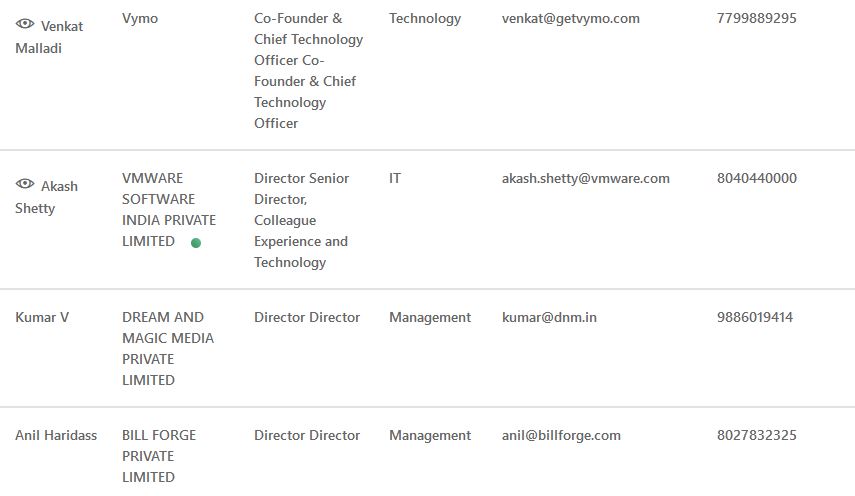 Venkat Malladi
Vymo
Co-Founder &
Chief Technology
Officer Co-
Founder & Chief
Technology
Officer
Technology
venkat@getvymo.com
7799889295
Akash
Shetty
VMWARE
SOFTWARE
INDIA PRIVATE
LIMITED
Director Senior
Director,
Colleague
Experience and
Technology
IT
akash.shetty@vmware.com
8040440000
Kumar V
DREAM AND
MAGIC MEDIA
PRIVATE
LIMITED
Director Director
Management
kumar@dnm.in
9886019414
Anil Haridass
BILL FORGE
PRIVATE
LIMITED
Director Director
Management
anil@billforge.com
8027832325